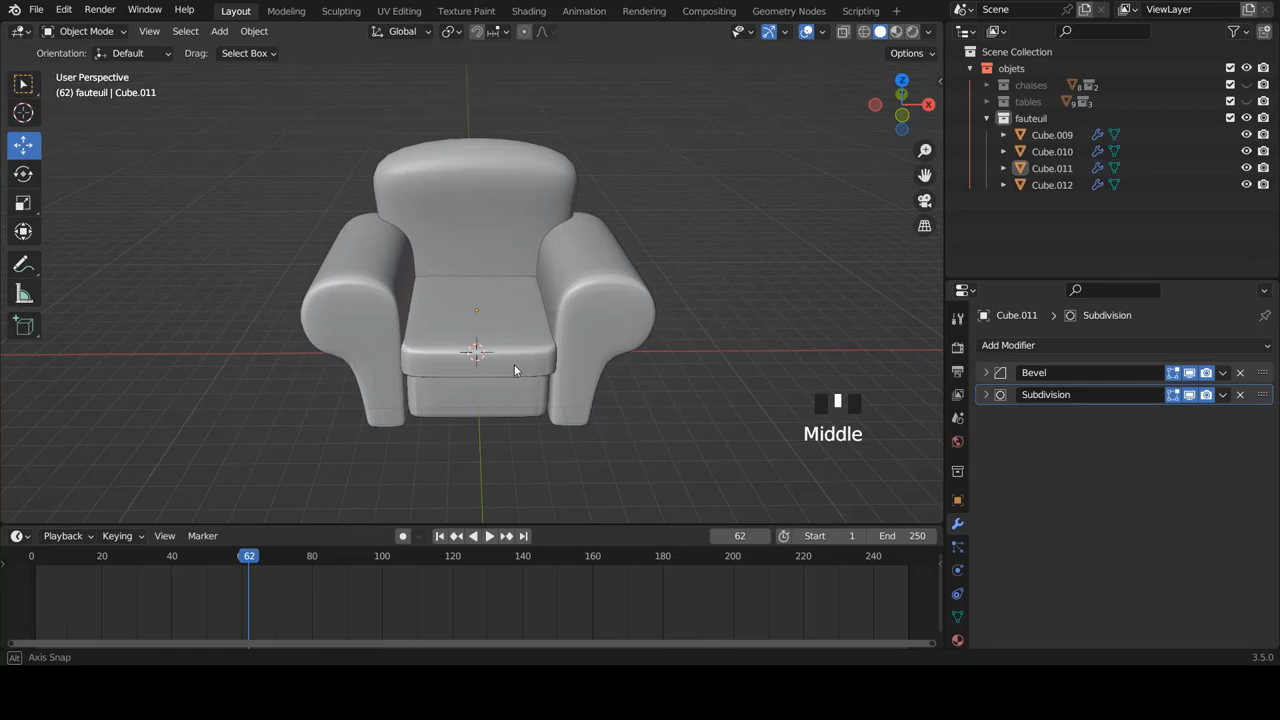 File Edit Render Window Help Layout Modeling Sculpting UV Editing Texture Paint Shading Animation Rendering Compositing Geometry Nodes Scripting + Scene ViewLayer
Object Mode View Select Add Object Global
Orientation: Default Drag: Select Box Options
User Perspective
(62) fauteuil | Cube.011
Z
Y
X
Scene Collection
objets
chaises 8 2
tables 9 3
fauteuil
Cube.009
Cube.010
Cube.011
Cube.012
Cube.011 > Subdivision
Add Modifier
Bevel
Subdivision
Middle
Playback Keying View Marker 62 Start 1 End 250
0 20 40 62 80 100 120 140 160 180 200 220 240
Alt Axis Snap 3.5.0